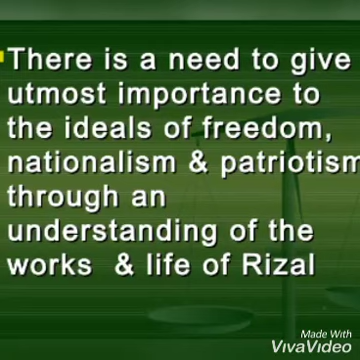 There is a need to give
utmost importance to
the ideals of freedom,
nationalism & patriotism
through an
understanding of the
works & life of Rizal
Made With
VivaVideo